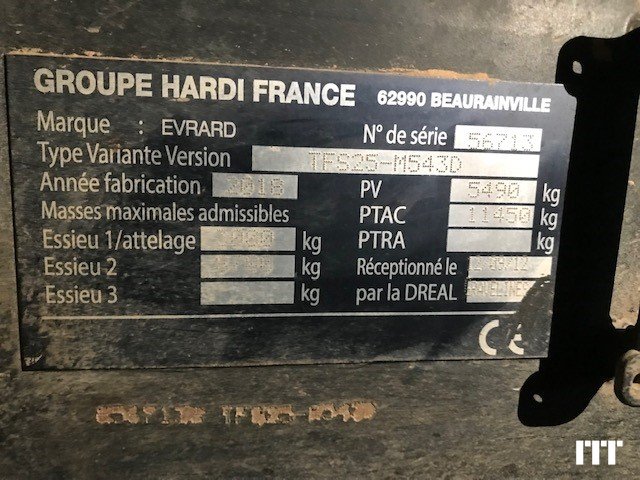 GROUPE HARDI FRANCE 62990 BEAURAINVILLE
Marque : EVRARD N° de série 56713
Type Variante Version TFS25-M543D
Année fabrication 2018 PV 5490 kg
Masses maximales admissibles PTAC 11450 kg
Essieu 1/attelage kg PTRA kg
Essieu 2 kg Réceptionné le
Essieu 3 kg par la DREAL
CE
ITT